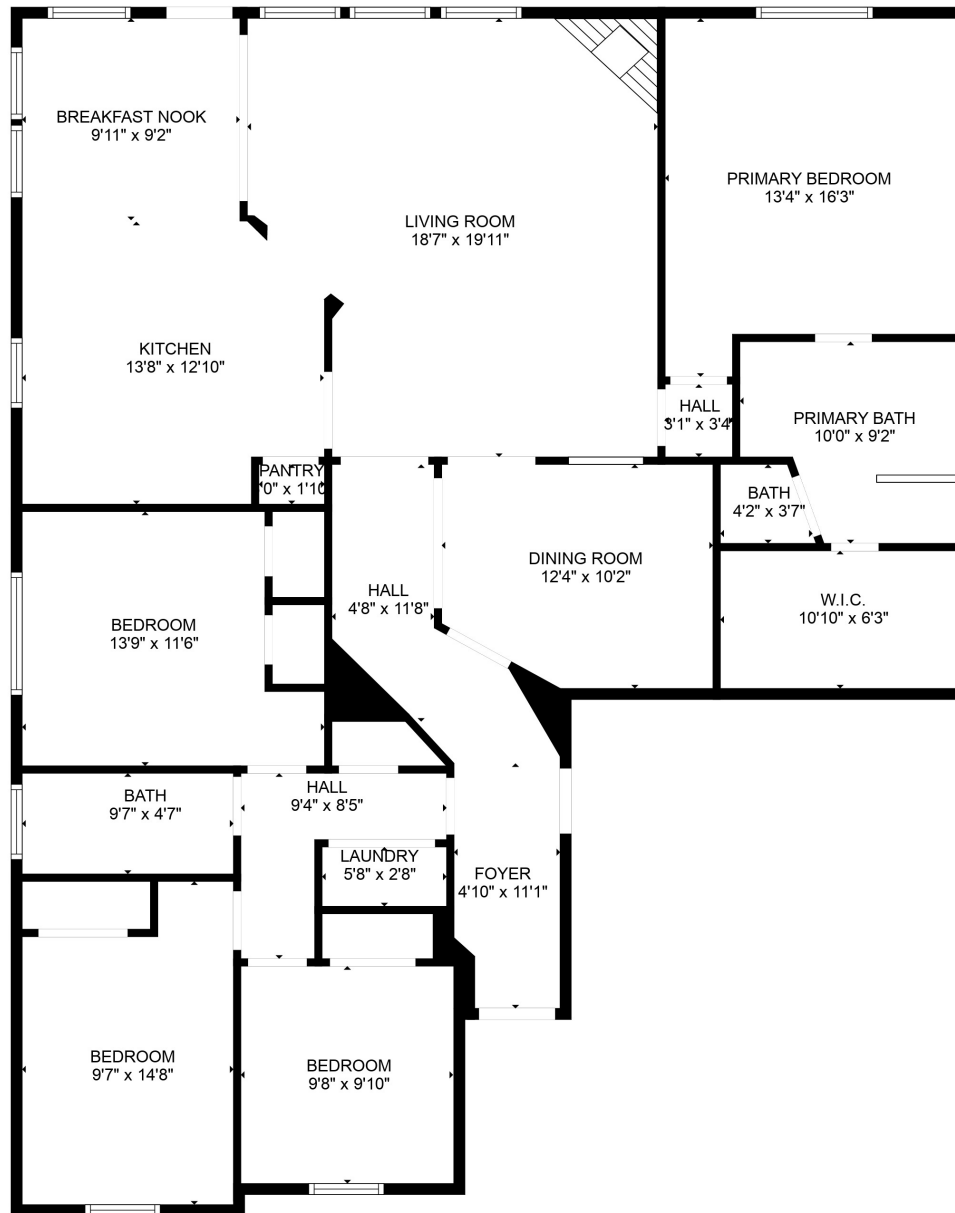 BREAKFAST NOOK
9'11" x 9'2"
LIVING ROOM
18'7" x 19'11"
PRIMARY BEDROOM
13'4" x 16'3"
KITCHEN
13'8" x 12'10"
HALL
3'1" x 3'4
PRIMARY BATH
10'0" x 9'2"
PANTRY
0" x 1'10
BATH
4'2" x 3'7"
DINING ROOM
12'4" x 10'2"
HALL
4'8" x 11'8"
W.I.C.
10'10" x 6'3"
BEDROOM
13'9" x 11'6"
HALL
9'4" x 8'5"
BATH
9'7" x 4'7"
LAUNDRY
5'8" x 2'8"
FOYER
4'10" x 11'1"
BEDROOM
9'7" x 14'8"
BEDROOM
9'8" x 9'10"